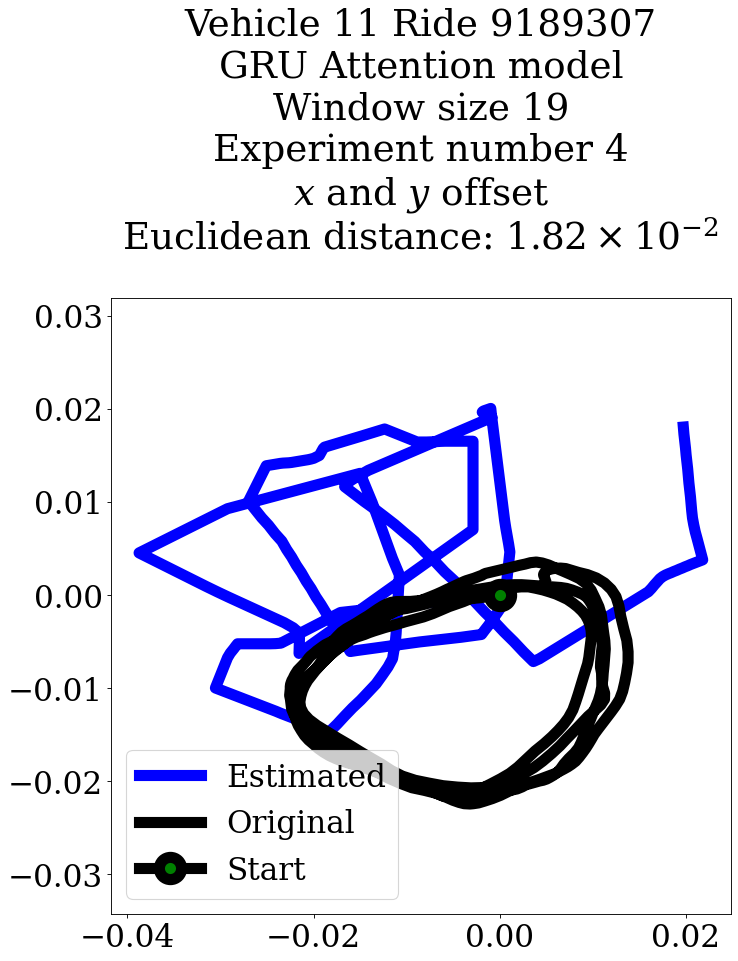 Vehicle 11 Ride 9189307
GRU Attention model
Window size 19
Experiment number 4
x and y offset
Euclidean distance: 1.82 × 10⁻²
0.03
0.02
0.01
0.00
−0.01
−0.02
−0.03
Estimated
Original
Start
−0.04
−0.02
0.00
0.02